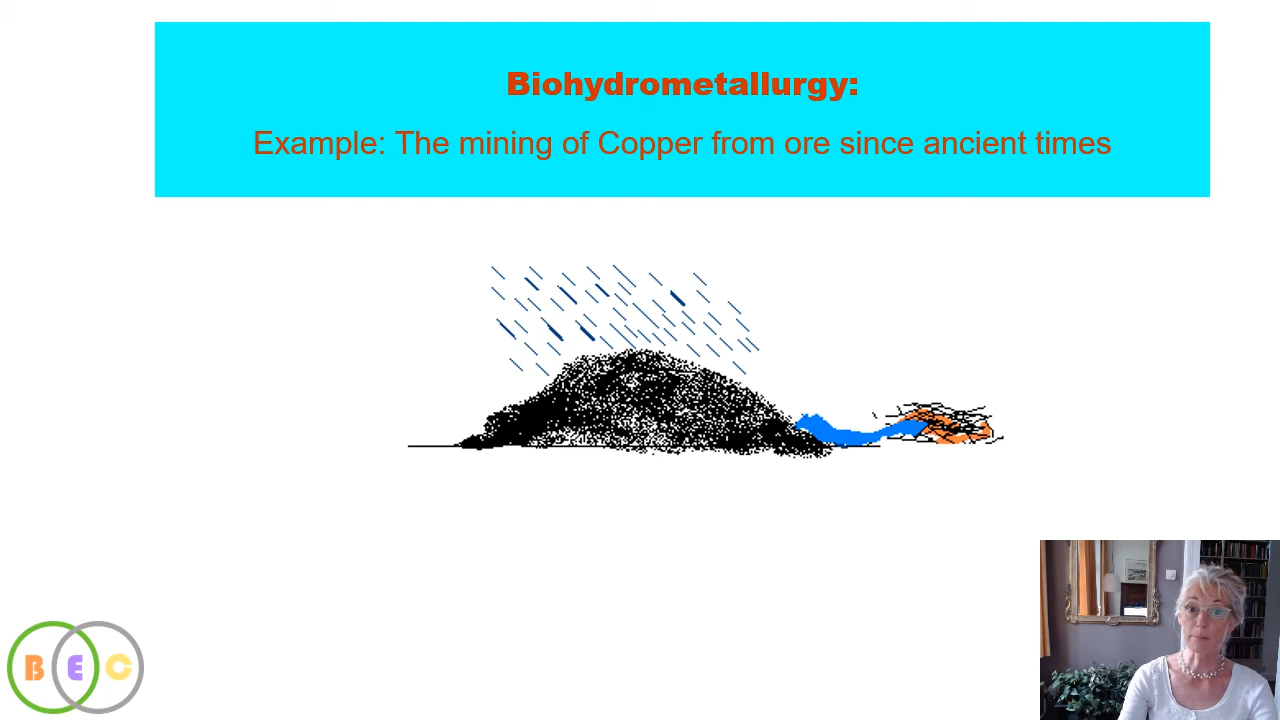 Biohydrometallurgy:
Example: The mining of Copper from ore since ancient times
B E C